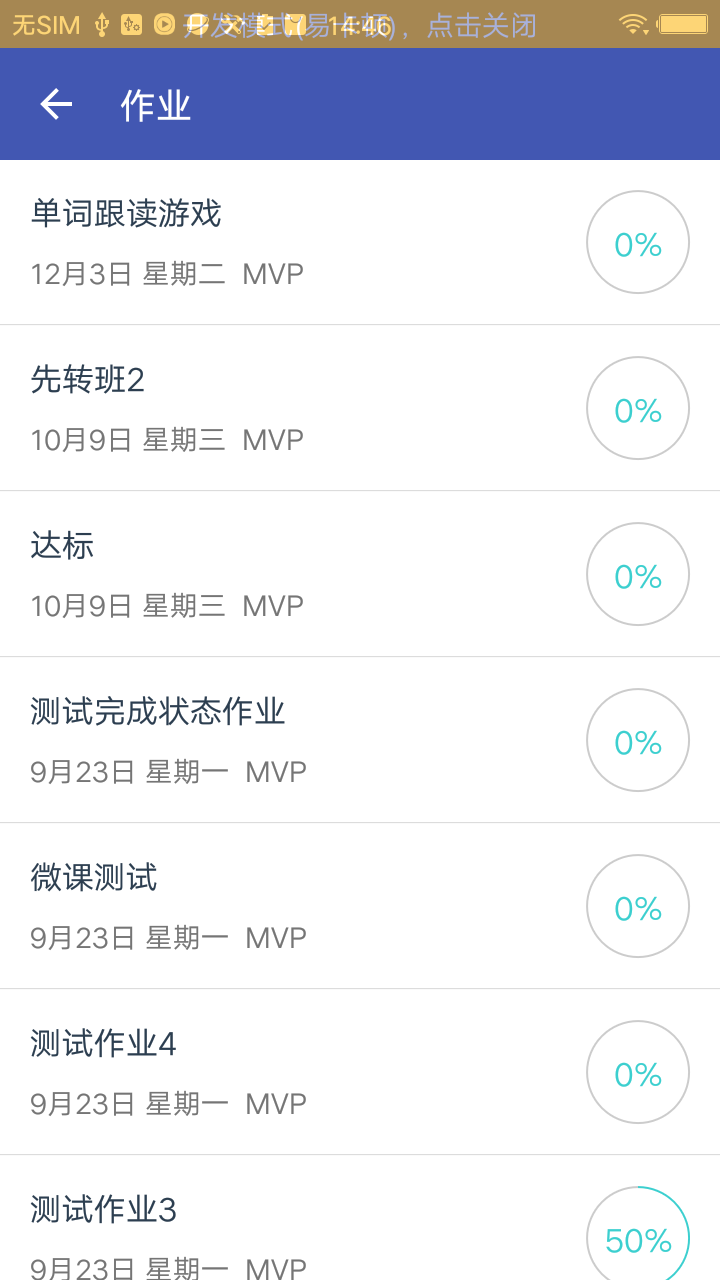 无SIM 开发模式(易卡顿)，点击关闭 14:46
作业
单词跟读游戏
0%
12月3日 星期二 MVP
先转班2
0%
10月9日 星期三 MVP
达标
0%
10月9日 星期三 MVP
测试完成状态作业
0%
9月23日 星期一 MVP
微课测试
0%
9月23日 星期一 MVP
测试作业4
0%
9月23日 星期一 MVP
测试作业3
50%
9月23日 星期一 MVP